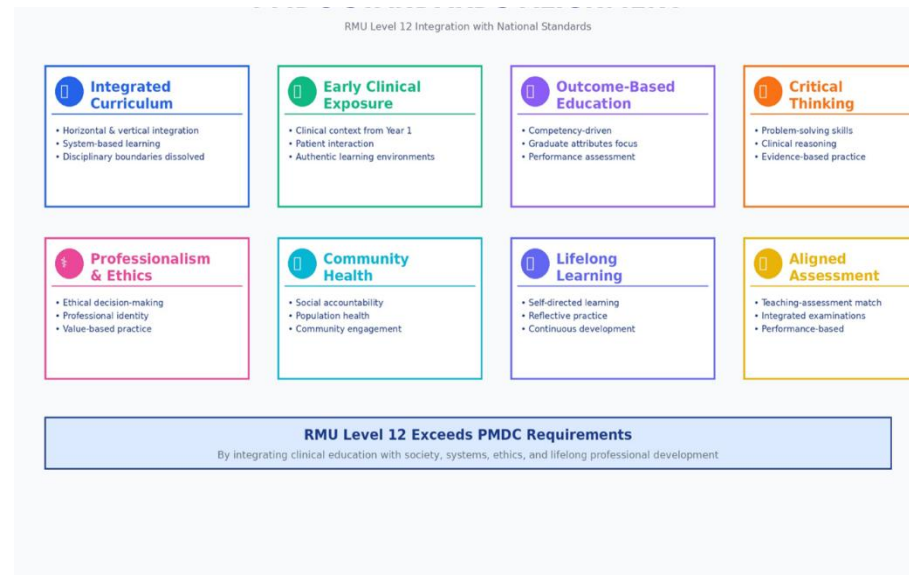 RMU Level 12 Integration with National Standards
Integrated
Curriculum
• Horizontal & vertical integration
• System-based learning
• Disciplinary boundaries dissolved
Early Clinical
Exposure
• Clinical context from Year 1
• Patient interaction
• Authentic learning environments
Outcome-Based
Education
• Competency-driven
• Graduate attributes focus
• Performance assessment
Critical
Thinking
• Problem-solving skills
• Clinical reasoning
• Evidence-based practice
Professionalism
& Ethics
• Ethical decision-making
• Professional identity
• Value-based practice
Community
Health
• Social accountability
• Population health
• Community engagement
Lifelong
Learning
• Self-directed learning
• Reflective practice
• Continuous development
Aligned
Assessment
• Teaching-assessment match
• Integrated examinations
• Performance-based
RMU Level 12 Exceeds PMDC Requirements
By integrating clinical education with society, systems, ethics, and lifelong professional development